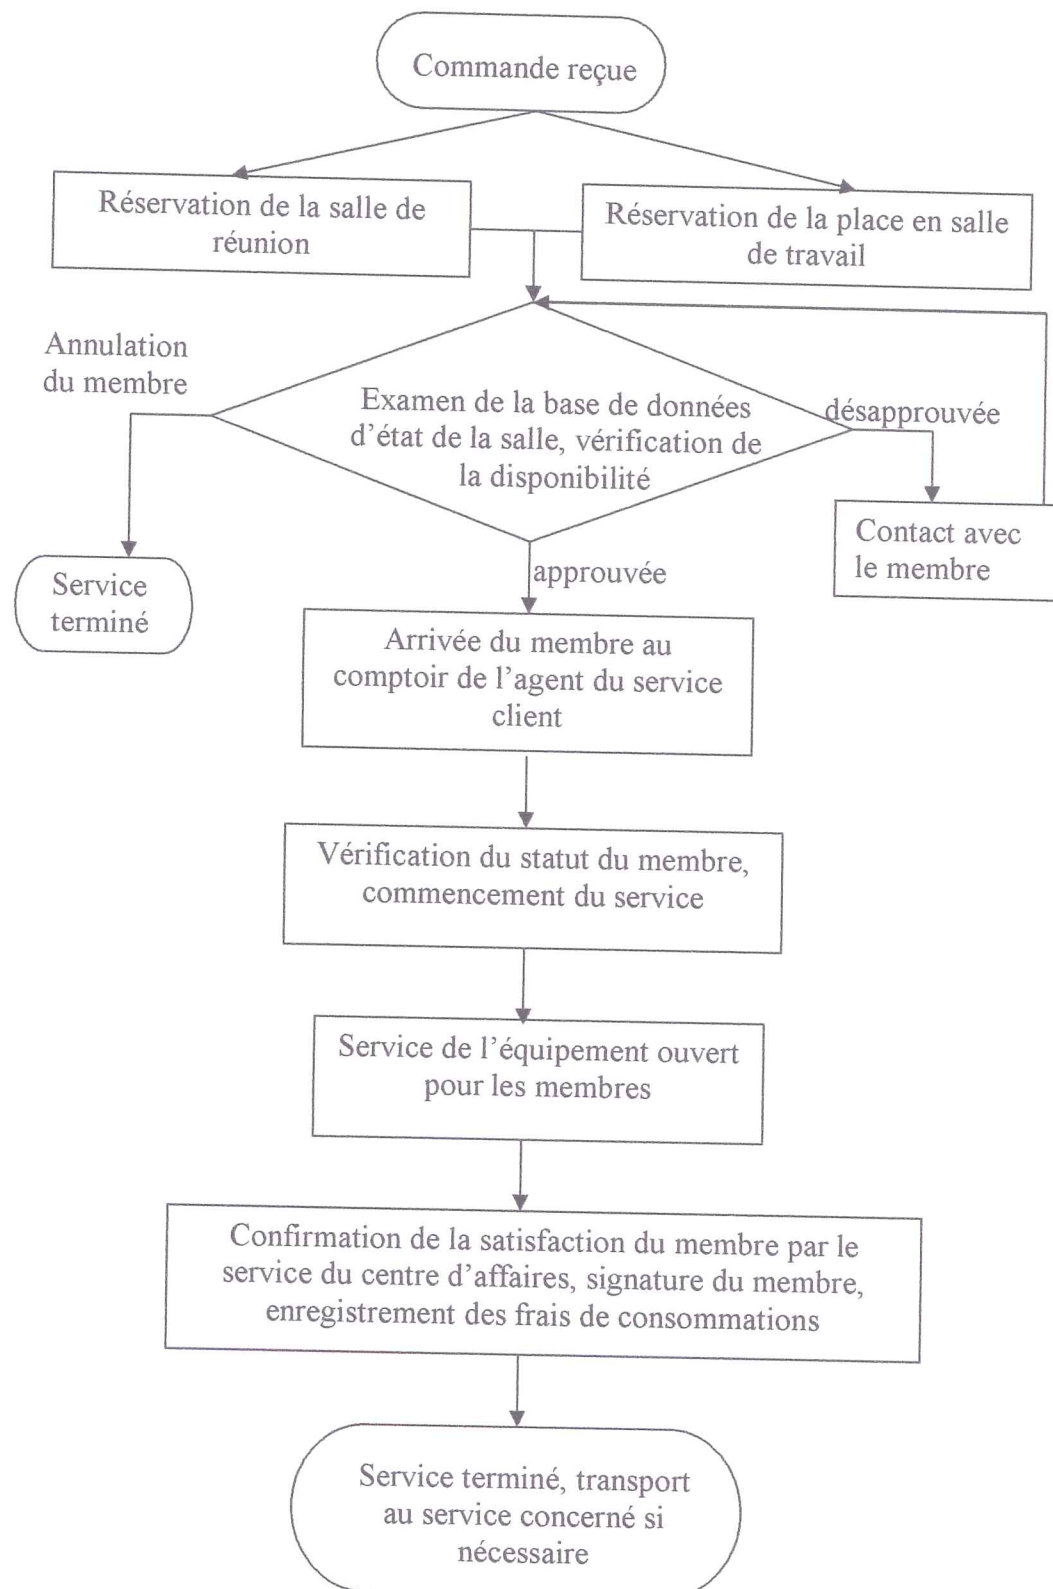 Commande reçue
Réservation de la salle de
réunion
Réservation de la place en salle
de travail
Annulation
du membre
Examen de la base de données
d'état de la salle, vérification de
la disponibilité
désapprouvée
Contact avec
le membre
Service
terminé
approuvée
Arrivée du membre au
comptoir de l'agent du service
client
Vérification du statut du membre,
commencement du service
Service de l'équipement ouvert
pour les membres
Confirmation de la satisfaction du membre par le
service du centre d'affaires, signature du membre,
enregistrement des frais de consommations
Service terminé, transport
au service concerné si
nécessaire